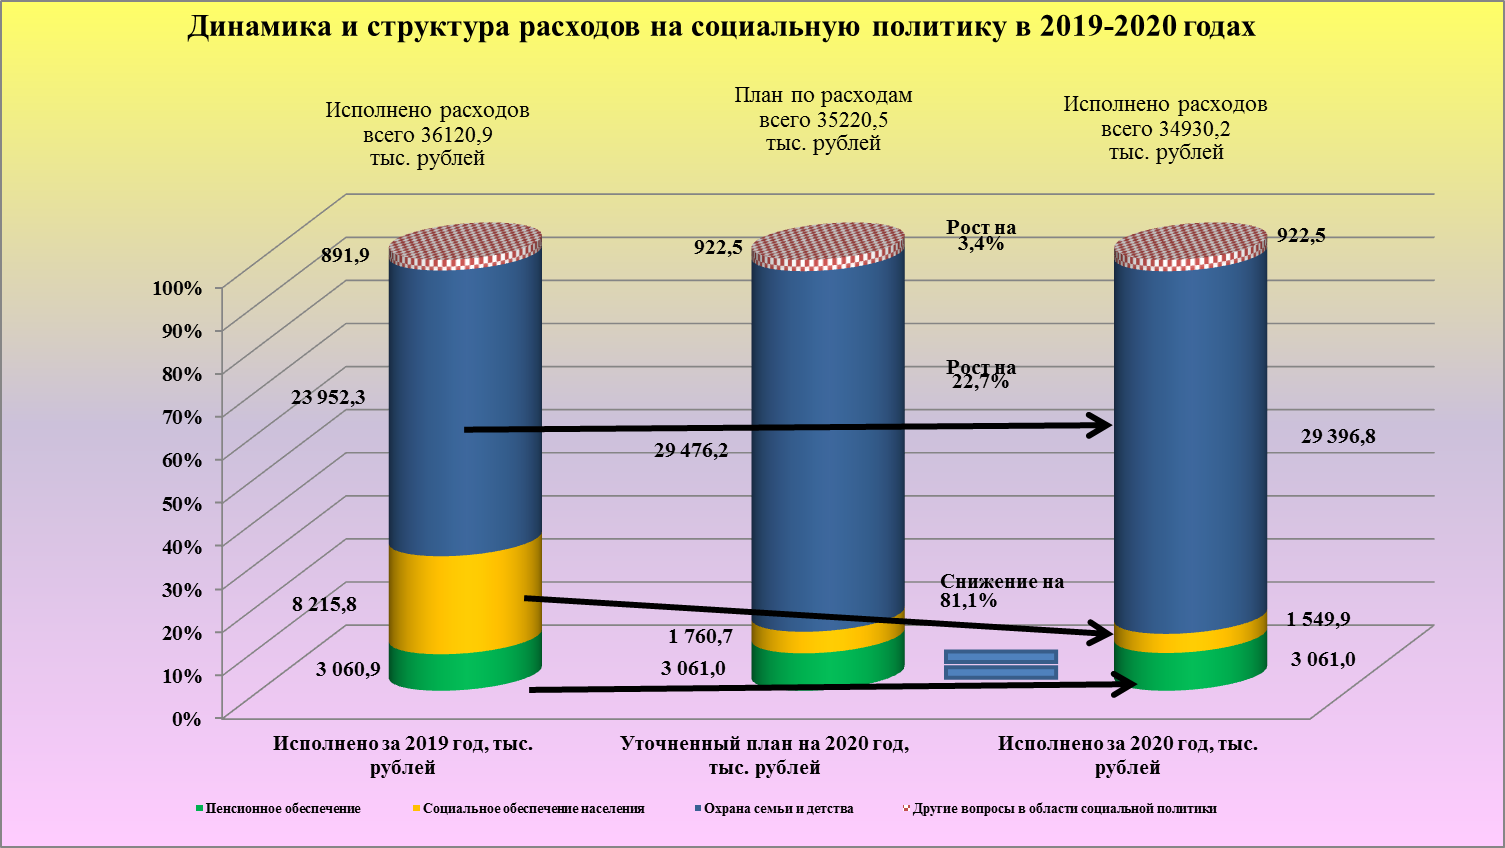 Динамика и структура расходов на социальную политику в 2019-2020 годах
Исполнено расходов
всего 36120,9
тыс. рублей
План по расходам
всего 35220,5
тыс. рублей
Исполнено расходов
всего 34930,2
тыс. рублей
100%
90%
80%
70%
60%
50%
40%
30%
20%
10%
0%
891,9
23 952,3
8 215,8
3 060,9
922,5
29 476,2
1 760,7
3 061,0
Рост на
3,4%
Рост на
22,7%
Снижение на
81,1%
922,5
29 396,8
1 549,9
3 061,0
Исполнено за 2019 год, тыс.
рублей
Уточненный план на 2020 год,
тыс. рублей
Исполнено за 2020 год, тыс.
рублей
Пенсионное обеспечение
Социальное обеспечение населения
Охрана семьи и детства
Другие вопросы в области социальной политики